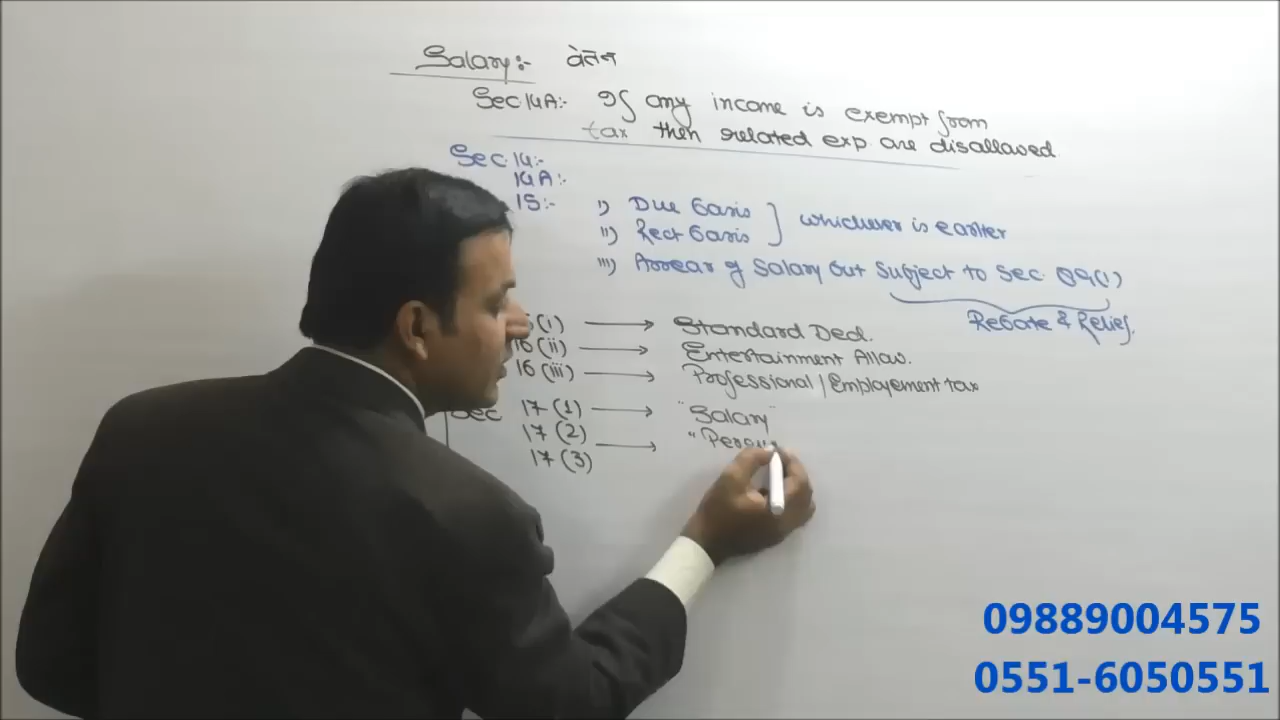 Salary:- वेतन
Sec 14A:- If any income is exempt from
tax then related exp. are disallowed
Sec. 14:-
14A:-
15:- i) Due Basis
ii) Rect Basis
whichever is earlier
iii) Arrear of Salary but Subject to Sec. 89(1)
Rebate & Relief.
(i) → Standard Ded.
16 (ii) → Entertainment Allow.
16 (iii) → Professional / Employement tax
Sec 17 (1) → "Salary"
17 (2) → "Perqu
17 (3)
09889004575
0551-6050551